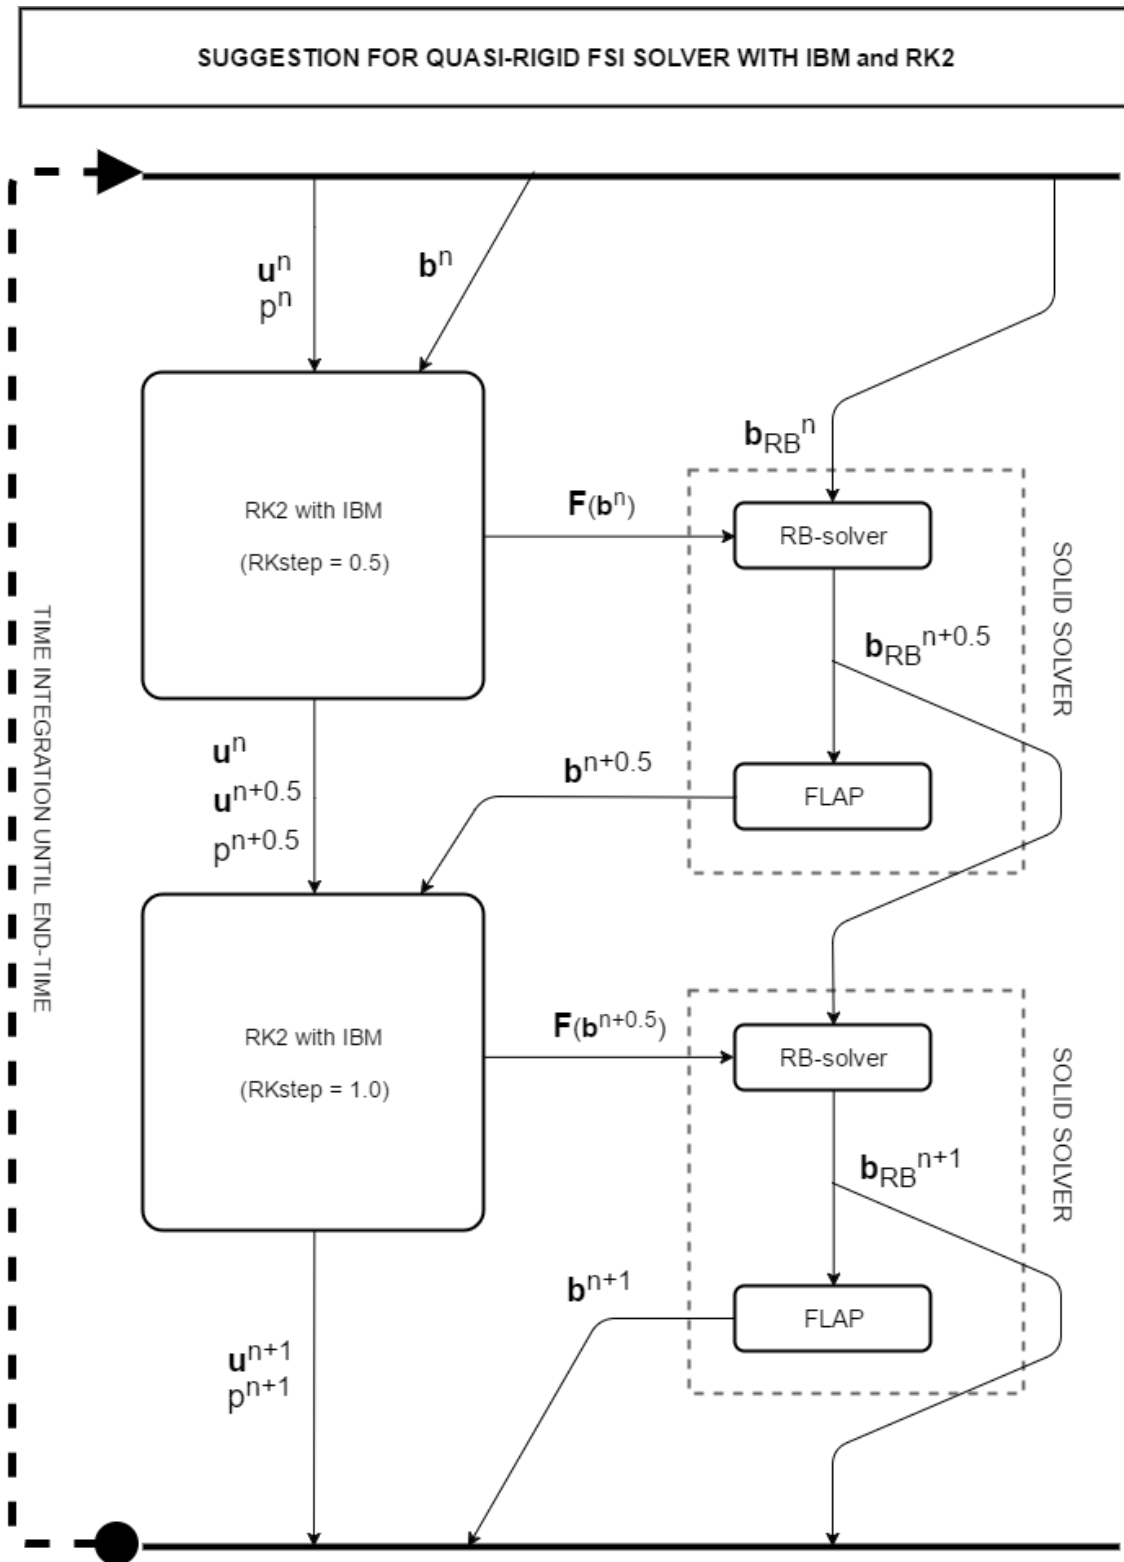 SUGGESTION FOR QUASI-RIGID FSI SOLVER WITH IBM and RK2
u^n
p^n
b^n
b_RB^n
RK2 with IBM
(RKstep = 0.5)
F(b^n)
RB-solver
b_RB^n+0.5
SOLID SOLVER
TIME INTEGRATION UNTIL END-TIME
u^n
u^n+0.5
p^n+0.5
b^n+0.5
FLAP
RK2 with IBM
(RKstep = 1.0)
F(b^n+0.5)
RB-solver
b_RB^n+1
SOLID SOLVER
b^n+1
FLAP
u^n+1
p^n+1